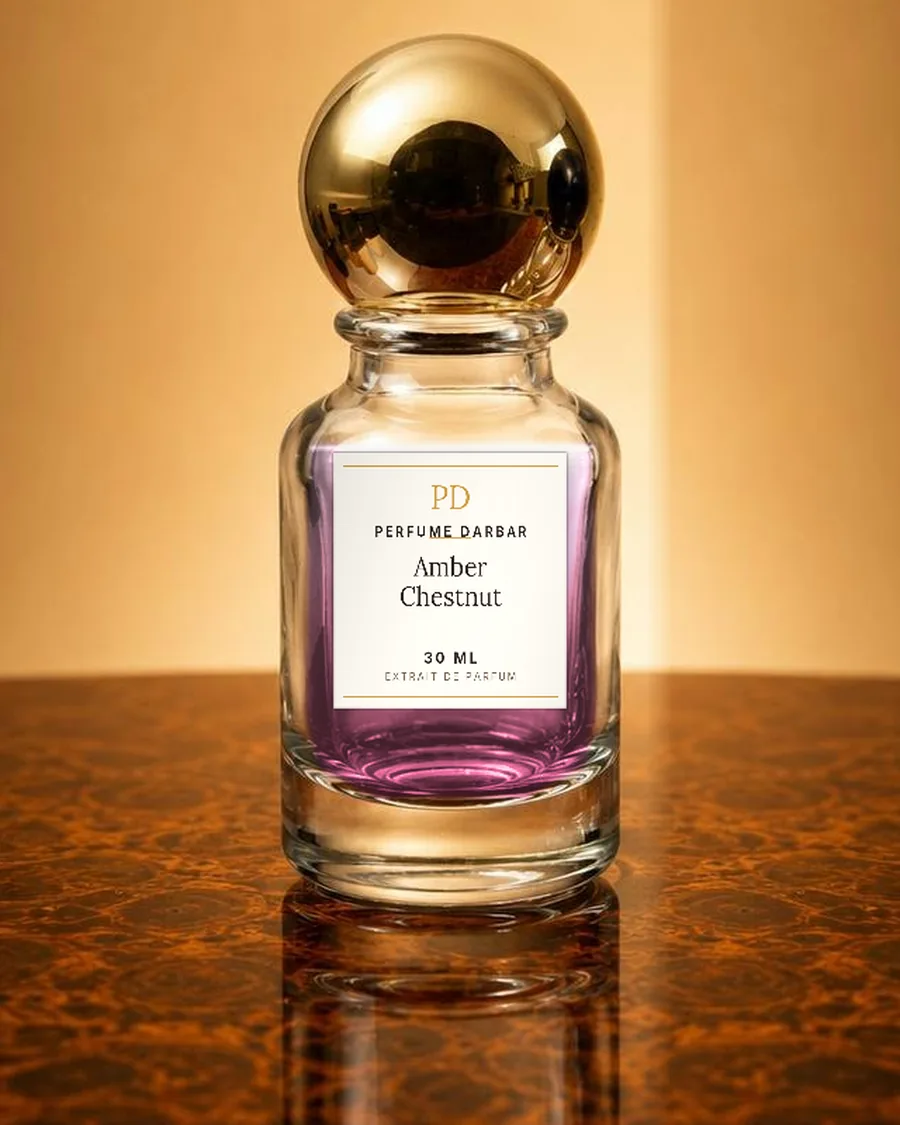 PD
PERFUME DARBAR
Amber
Chestnut
30 ML
EXTRAIT DE PARFUM